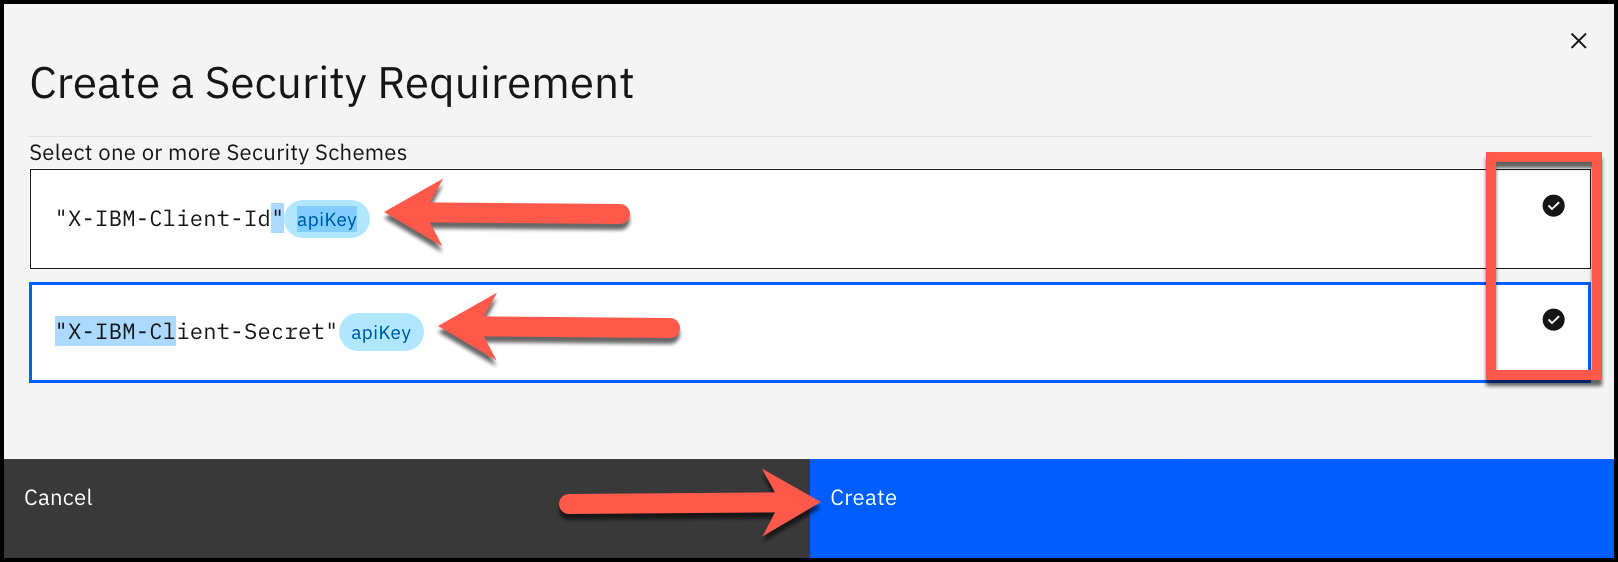 Create a Security Requirement
Select one or more Security Schemes
"X-IBM-Client-Id" apiKey
"X-IBM-Client-Secret" apiKey
Cancel
Create